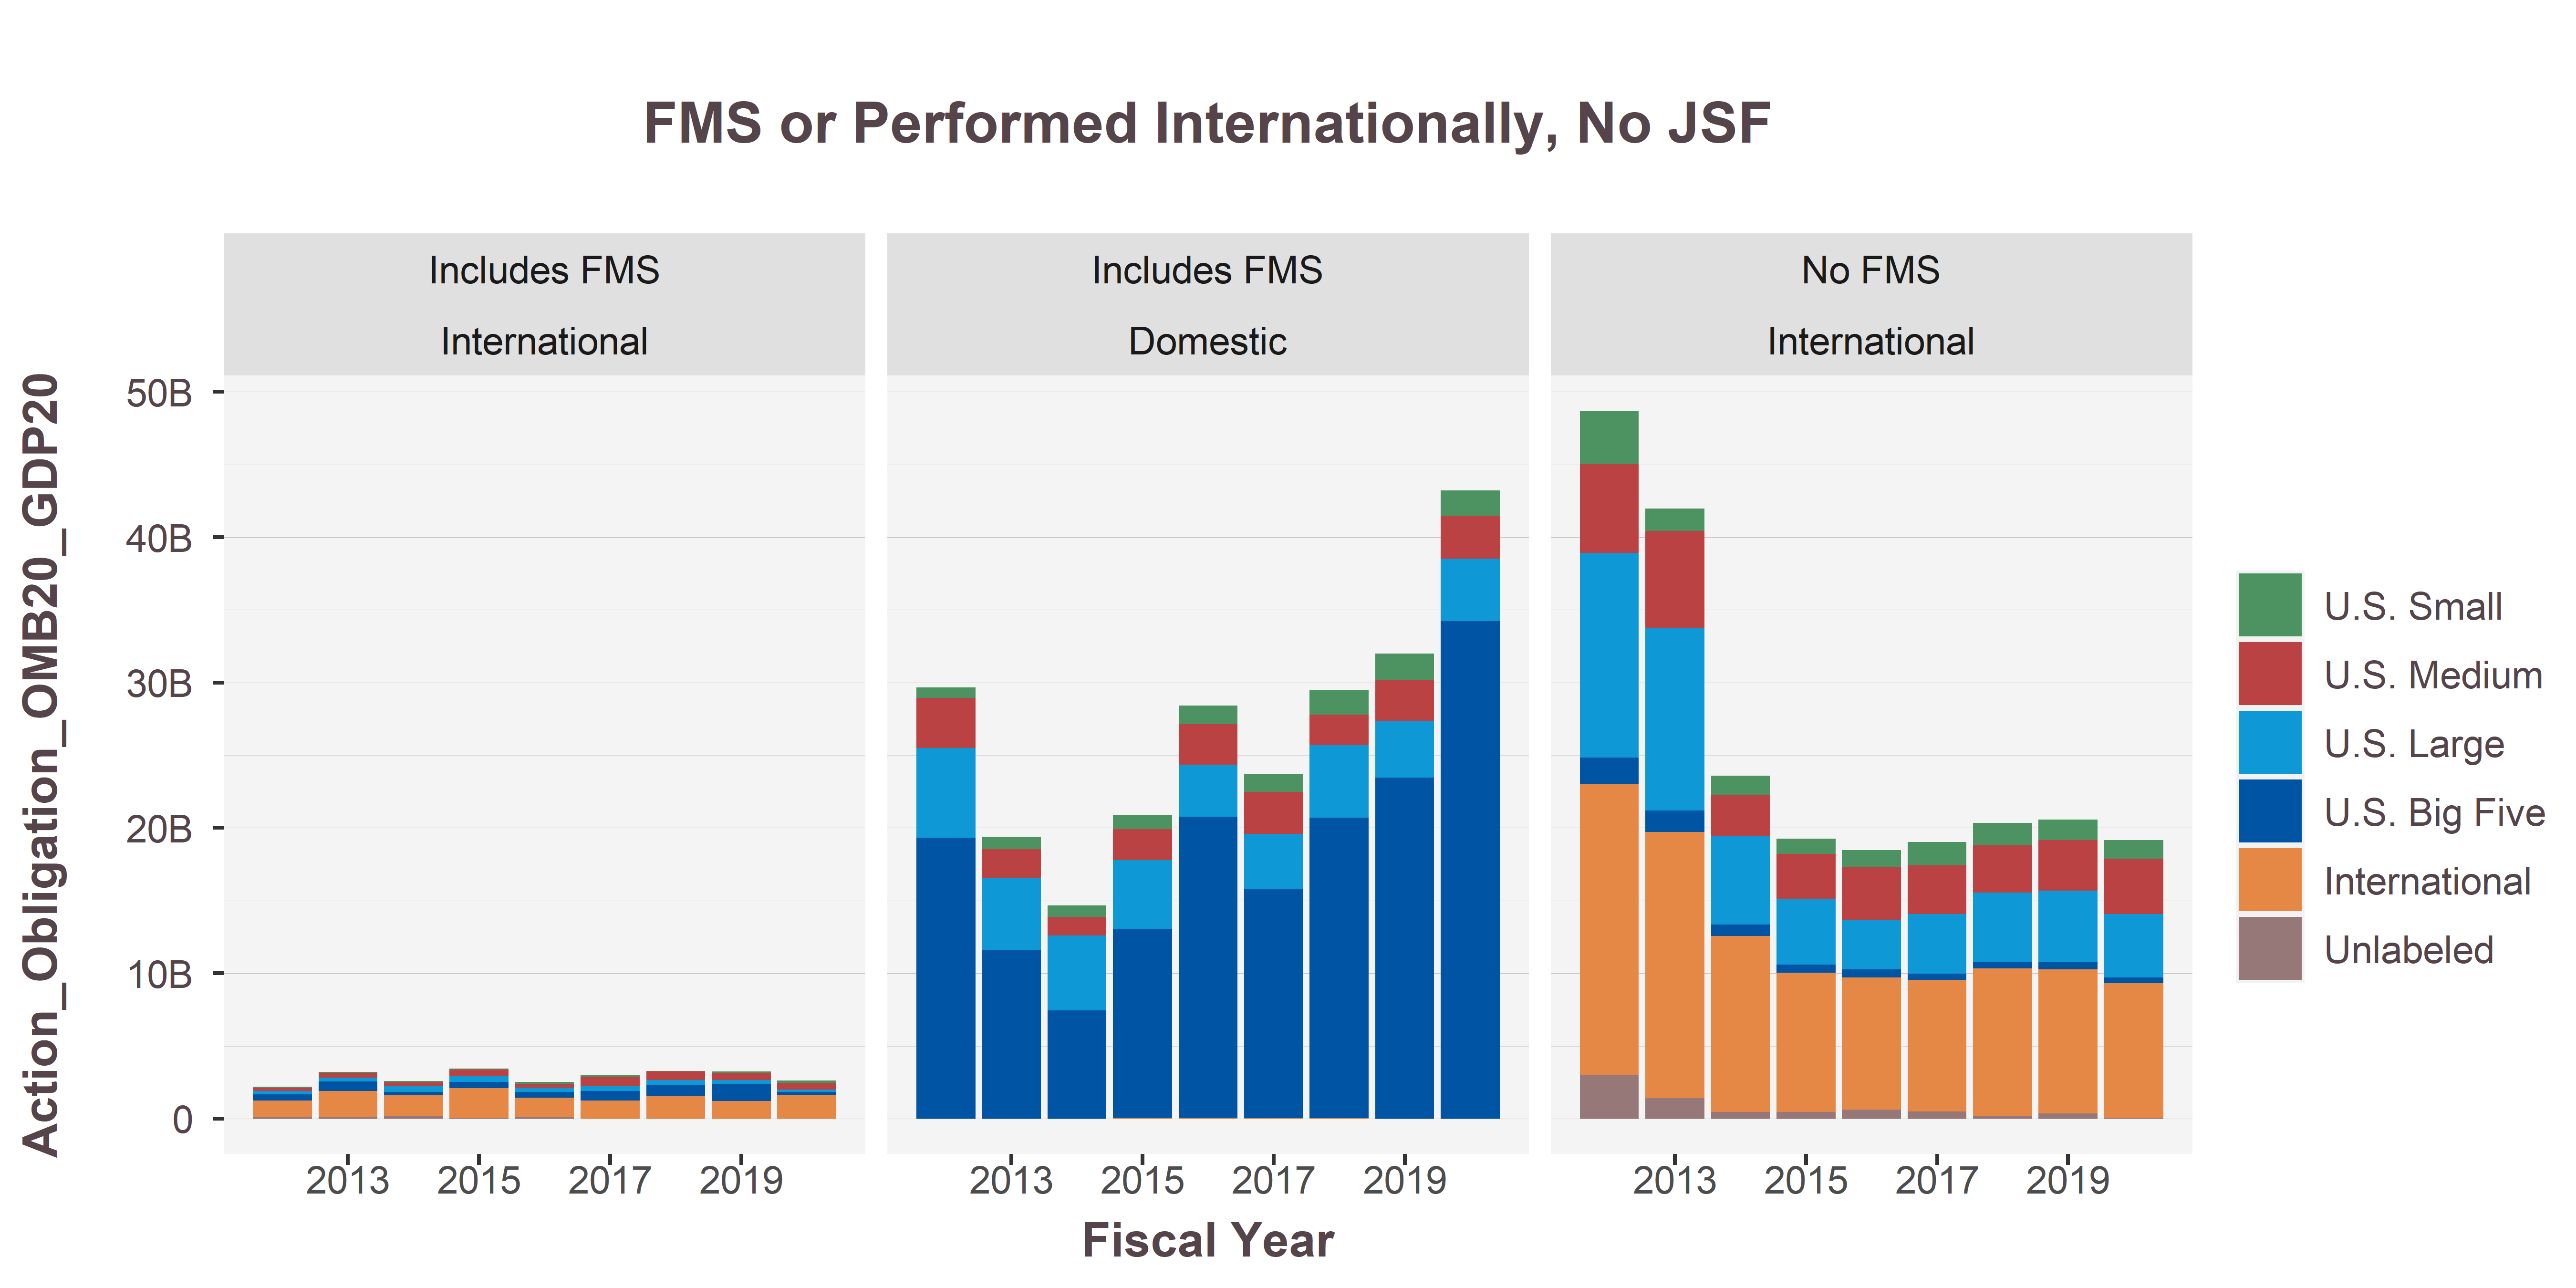 FMS or Performed Internationally, No JSF
Includes FMS
International
Includes FMS
Domestic
No FMS
International
Action_Obligation_OMB20_GDP20
50B
40B
30B
20B
10B
0
2013 2015 2017 2019
2013 2015 2017 2019
2013 2015 2017 2019
Fiscal Year
U.S. Small
U.S. Medium
U.S. Large
U.S. Big Five
International
Unlabeled